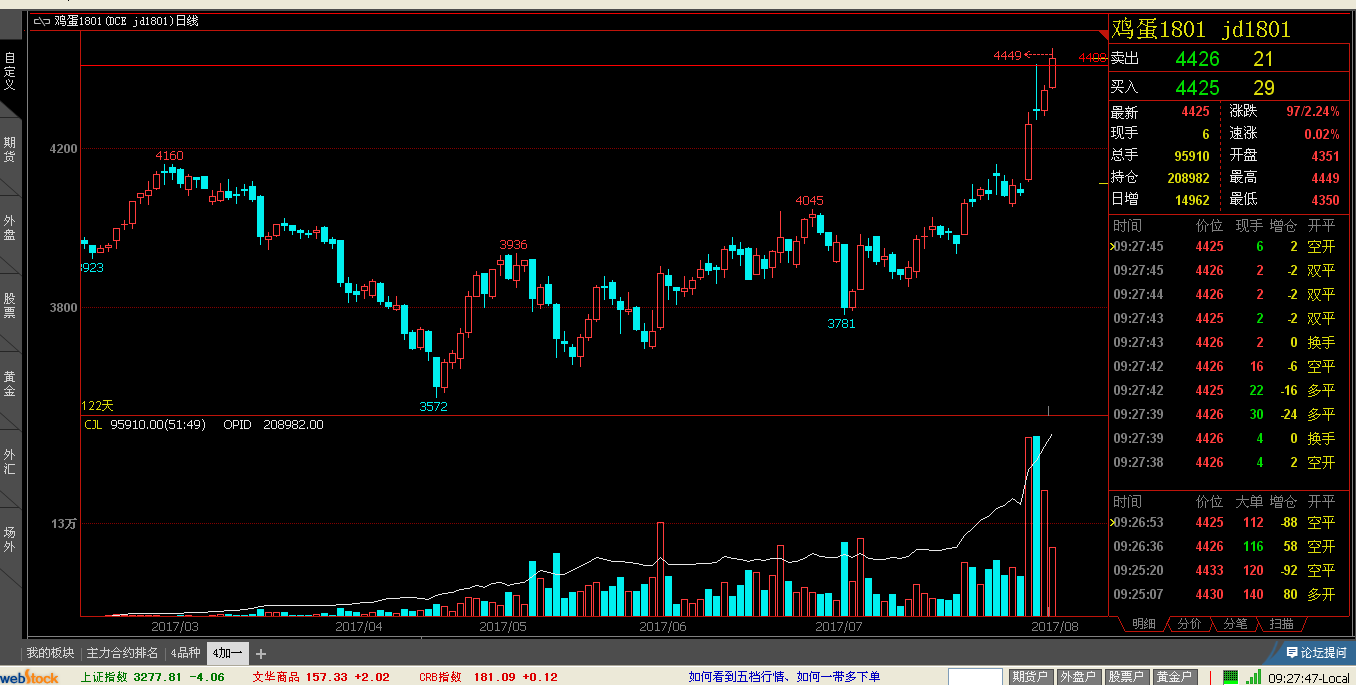 鸡蛋1801(DCE jd1801)日线
自定义
期货
外盘
股票
黄金
外汇
场外
4449
4400
4200
4160
4045
3936
3923
3800
3781
3572
122天
CJL 95910.00(51:49) OPID 208982.00
13万
2017/03 2017/04 2017/05 2017/06 2017/07 2017/08
鸡蛋1801 jd1801
卖出 4426 21
买入 4425 29
最新 4425 涨跌 97/2.24%
现手 6 速涨 0.02%
总手 95910 开盘 4351
持仓 208982 最高 4449
日增 14962 最低 4350
时间 价位 现手 增仓 开平
09:27:45 4425 6 2 空开
09:27:45 4426 2 -2 双平
09:27:44 4426 2 -2 双平
09:27:43 4425 2 -2 双平
09:27:43 4426 2 0 换手
09:27:42 4426 16 -6 空平
09:27:42 4425 22 -16 多平
09:27:39 4426 30 -24 多平
09:27:39 4426 4 0 换手
09:27:38 4426 4 2 空开
时间 价位 大单 增仓 开平
09:26:53 4425 112 -88 空平
09:26:36 4426 116 58 空开
09:25:20 4433 120 -92 空平
09:25:07 4430 140 80 多开
明细 分价 分笔 扫描
我的板块 主力合约排名 4品种 4加一 +
论坛提问
webStock 上证指数 3277.81 -4.06 文华商品 157.33 +2.02 CRB指数 181.09 +0.12 如何看到五档行情、如何一带多下单 期货户 外盘户 股票户 黄金户 09:27:47-Local